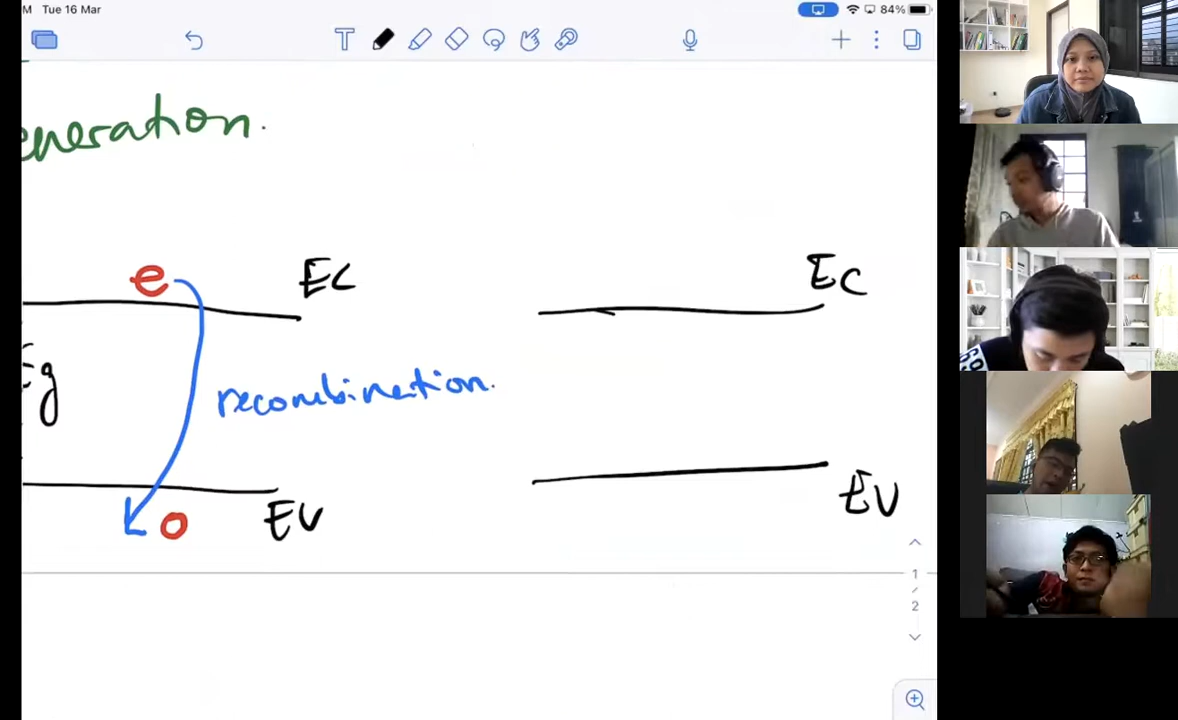 M Tue 16 Mar
84%
T
eneration.
e
EC
EC
Eg
recombination.
O
EV
EV
1
/
2